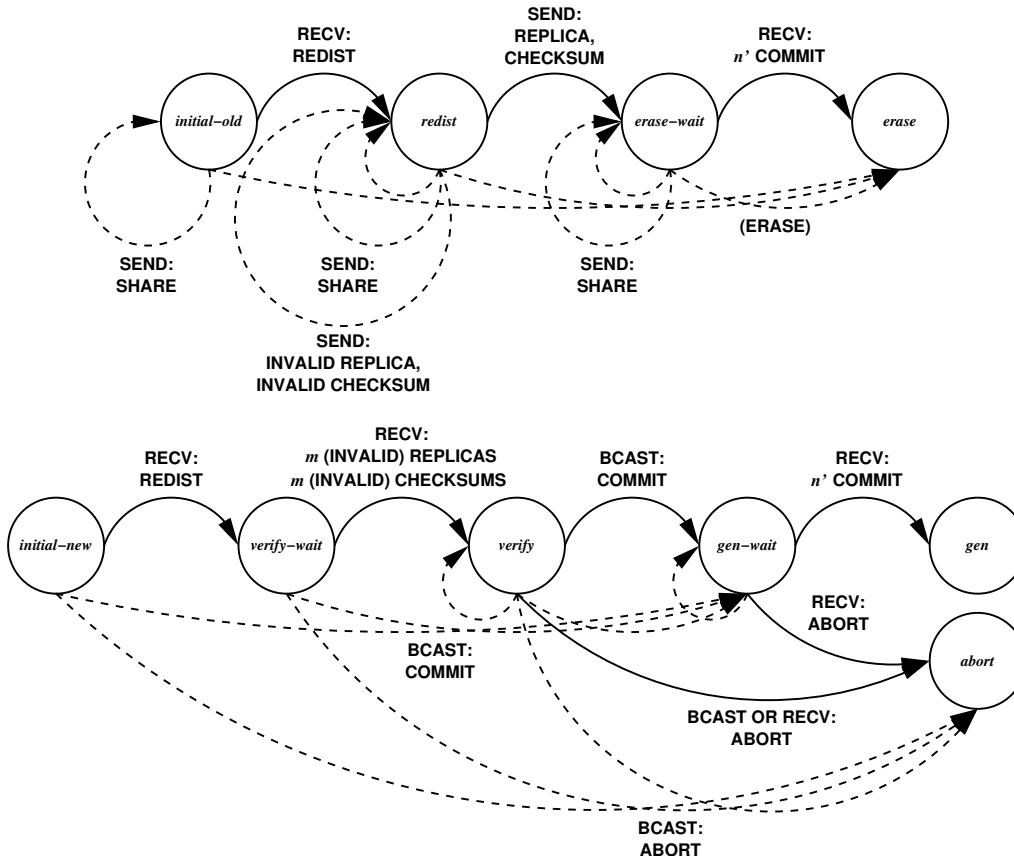 SEND:
REPLICA,
CHECKSUM
RECV:
REDIST
RECV:
n' COMMIT
initial-old
redist
erase-wait
erase
(ERASE)
SEND:
SHARE
SEND:
SHARE
SEND:
SHARE
SEND:
INVALID REPLICA,
INVALID CHECKSUM
RECV:
REDIST
RECV:
m (INVALID) REPLICAS
m (INVALID) CHECKSUMS
BCAST:
COMMIT
RECV:
n' COMMIT
initial-new
verify-wait
verify
gen-wait
gen
RECV:
ABORT
BCAST:
COMMIT
abort
BCAST OR RECV:
ABORT
BCAST:
ABORT